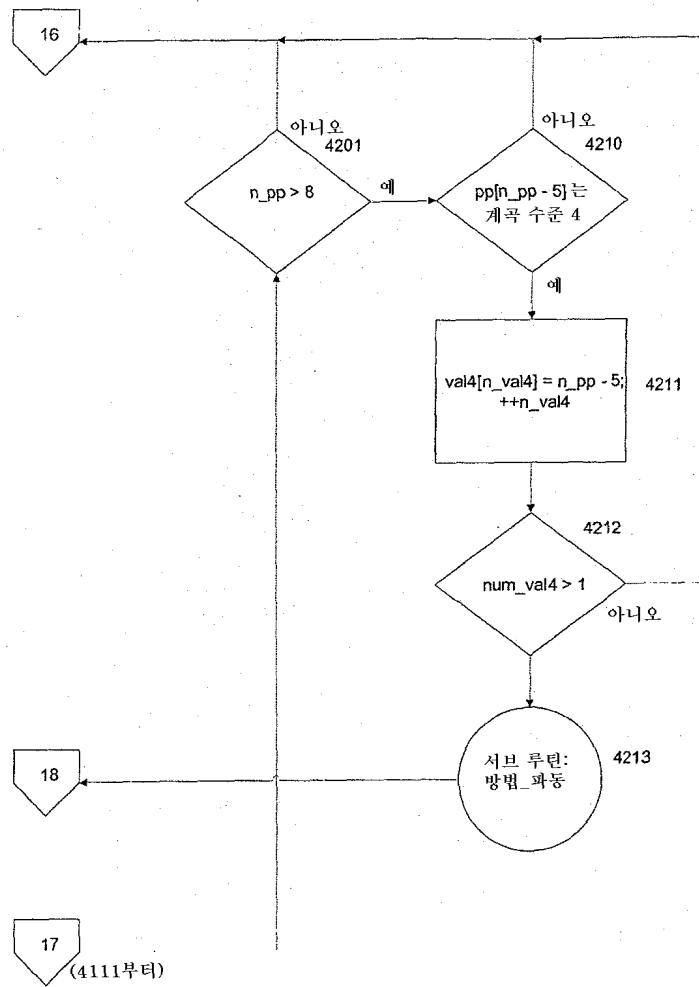 16
아니오
4201
n_pp > 8
예
아니오
4210
pp[n_pp - 5]는
계곡 수준 4
예
val4[n_val4] = n_pp - 5;
++n_val4
4211
4212
num_val4 > 1
아니오
서브 루틴:
방법_파동
4213
18
17
(4111부터)